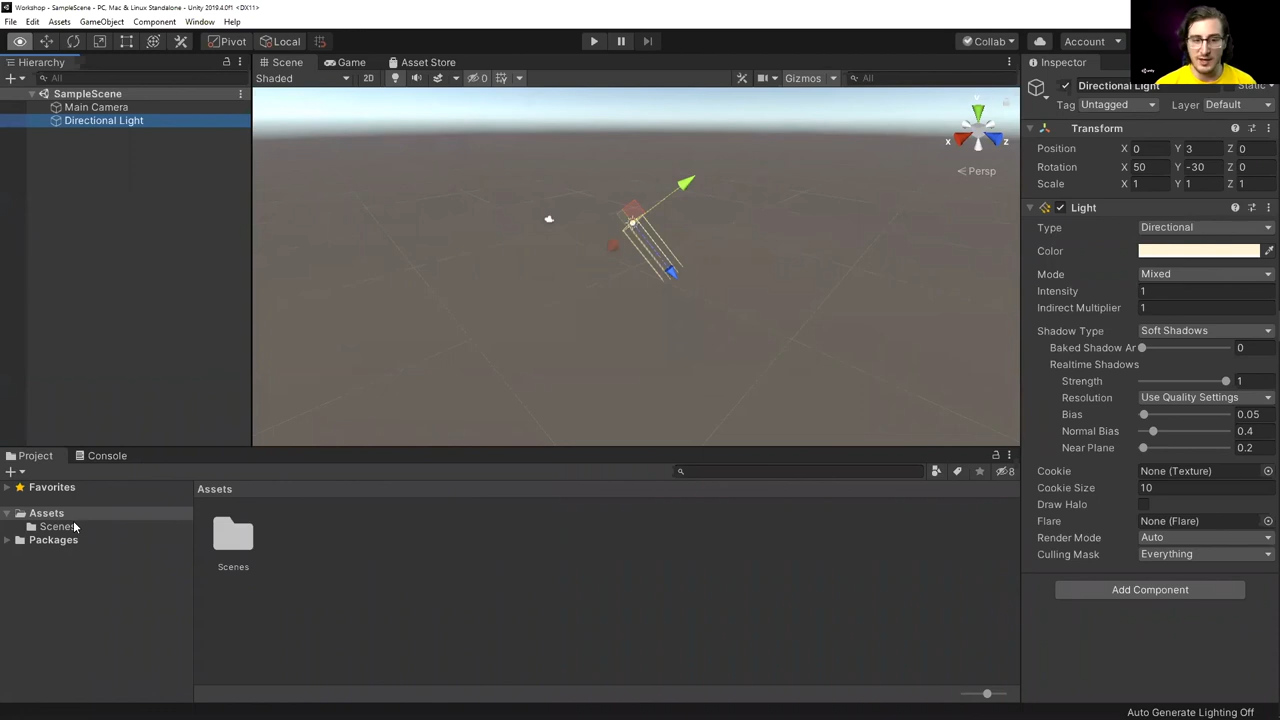 Workshop - SampleScene - PC, Mac & Linux Standalone - Unity 2019.4.0f1 <DX11>
File Edit Assets GameObject Component Window Help
Pivot Local Collab Account
Hierarchy
All
SampleScene
Main Camera
Directional Light
Scene Game Asset Store
Shaded 2D 0 Gizmos All
Y
X Z
Persp
Inspector
Directional Light Static
Tag Untagged Layer Default
Transform
Position X 0 Y 3 Z 0
Rotation X 50 Y -30 Z 0
Scale X 1 Y 1 Z 1
Light
Type Directional
Color
Mode Mixed
Intensity 1
Indirect Multiplier 1
Shadow Type Soft Shadows
Baked Shadow Ar 0
Realtime Shadows
Strength 1
Resolution Use Quality Settings
Bias 0.05
Normal Bias 0.4
Near Plane 0.2
Cookie None (Texture)
Cookie Size 10
Draw Halo
Flare None (Flare)
Render Mode Auto
Culling Mask Everything
Add Component
Project Console
8
Favorites
Assets
Scenes
Packages
Assets
Scenes
Auto Generate Lighting Off